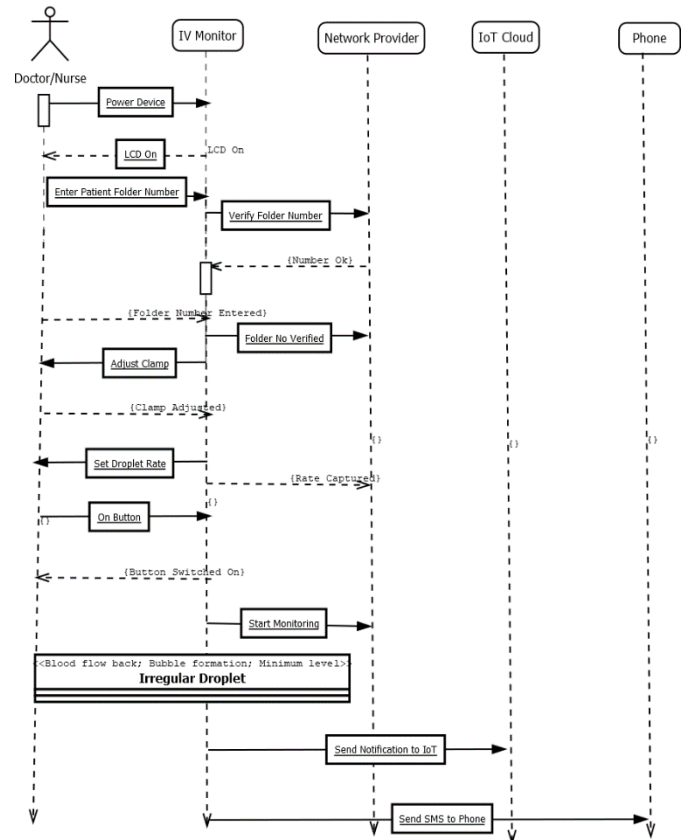 IV Monitor
Network Provider
IoT Cloud
Phone
Doctor/Nurse
Power Device
LCD On
LCD On
Enter Patient Folder Number
Verify Folder Number
{Number Ok}
{Folder Number Entered}
Folder No Verified
Adjust Clamp
{Clamp Adjusted}
{}
{}
{}
Set Droplet Rate
{Rate Captured}
{}
{}
On Button
{Button Switched On}
Start Monitoring
<<Blood flow back; Bubble formation; Minimum level>>
Irregular Droplet
Send Notification to IoT
Send SMS to Phone